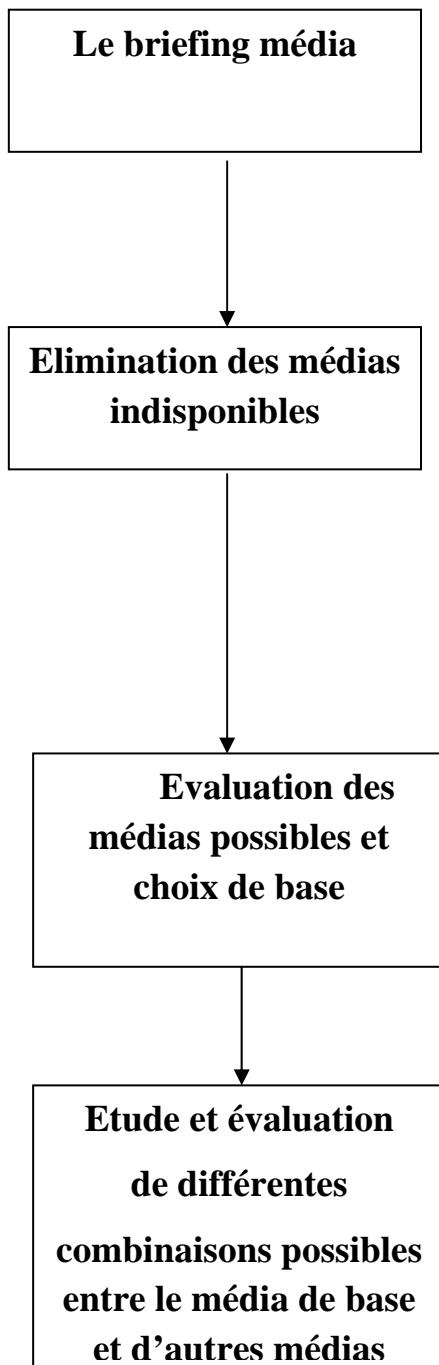 Le briefing média
Elimination des médias
indisponibles
Evaluation des
médias possibles et
choix de base
Etude et évaluation
de différentes
combinaisons possibles
entre le média de base
et d’autres médias